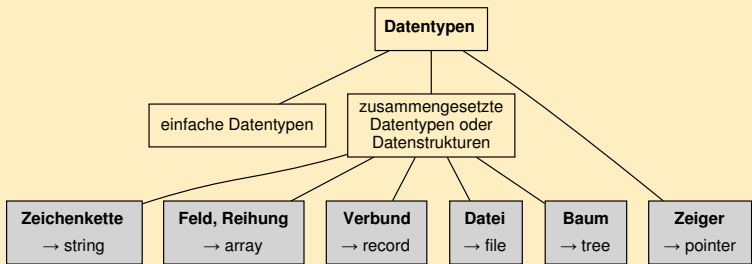 Datentypen
einfache Datentypen
zusammengesetzte
Datentypen oder
Datenstrukturen
Zeichenkette
→ string
Feld, Reihung
→ array
Verbund
→ record
Datei
→ file
Baum
→ tree
Zeiger
→ pointer